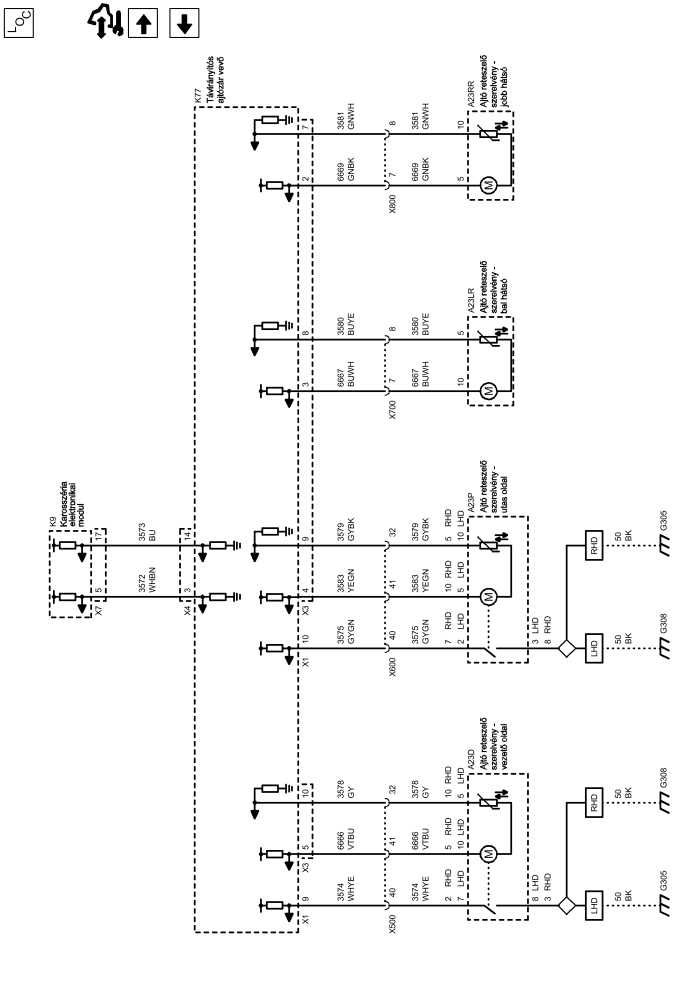 LOC
K9
Karosszéria
elektronikai
modul
5
17
X7
3572
WHBN
3573
BU
3
14
X4
K77
Távirányítós
ajtózár vevő
9
X1
5
10
X3
10
X1
4
9
X3
3
8
2
7
3574
WHYE
6666
VTBU
3578
GY
3575
GYGN
3583
YEGN
3579
GYBK
6667
BUWH
3580
BUYE
6669
GNBK
3581
GNWH
40
41
32
X500
40
41
32
X600
7
8
X700
7
8
X800
3574
WHYE
6666
VTBU
3578
GY
3575
GYGN
3583
YEGN
3579
GYBK
6667
BUWH
3580
BUYE
6669
GNBK
3581
GNWH
2 RHD
7 LHD
5 RHD
10 LHD
10 RHD
5 LHD
7 RHD
2 LHD
10 RHD
5 LHD
5 RHD
10 LHD
10
5
5
10
A23D
Ajtó reteszelő
szerelvény -
vezető oldal
M
A23P
Ajtó reteszelő
szerelvény -
utas oldal
M
A23LR
Ajtó reteszelő
szerelvény -
bal hátsó
M
A23RR
Ajtó reteszelő
szerelvény -
jobb hátsó
M
8 LHD
3 RHD
3 LHD
8 RHD
LHD
RHD
LHD
RHD
50
BK
50
BK
50
BK
50
BK
G305
G308
G308
G305